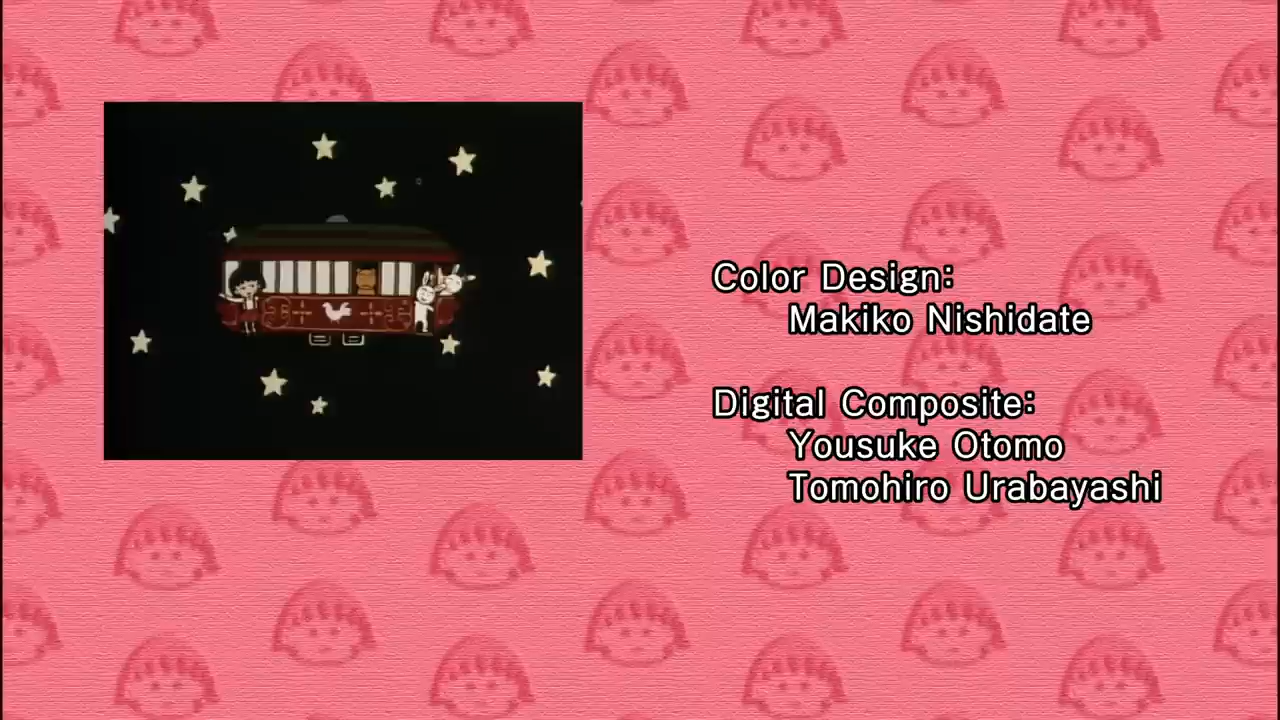 Color Design:
Makiko Nishidate
Digital Composite:
Yousuke Otomo
Tomohiro Urabayashi